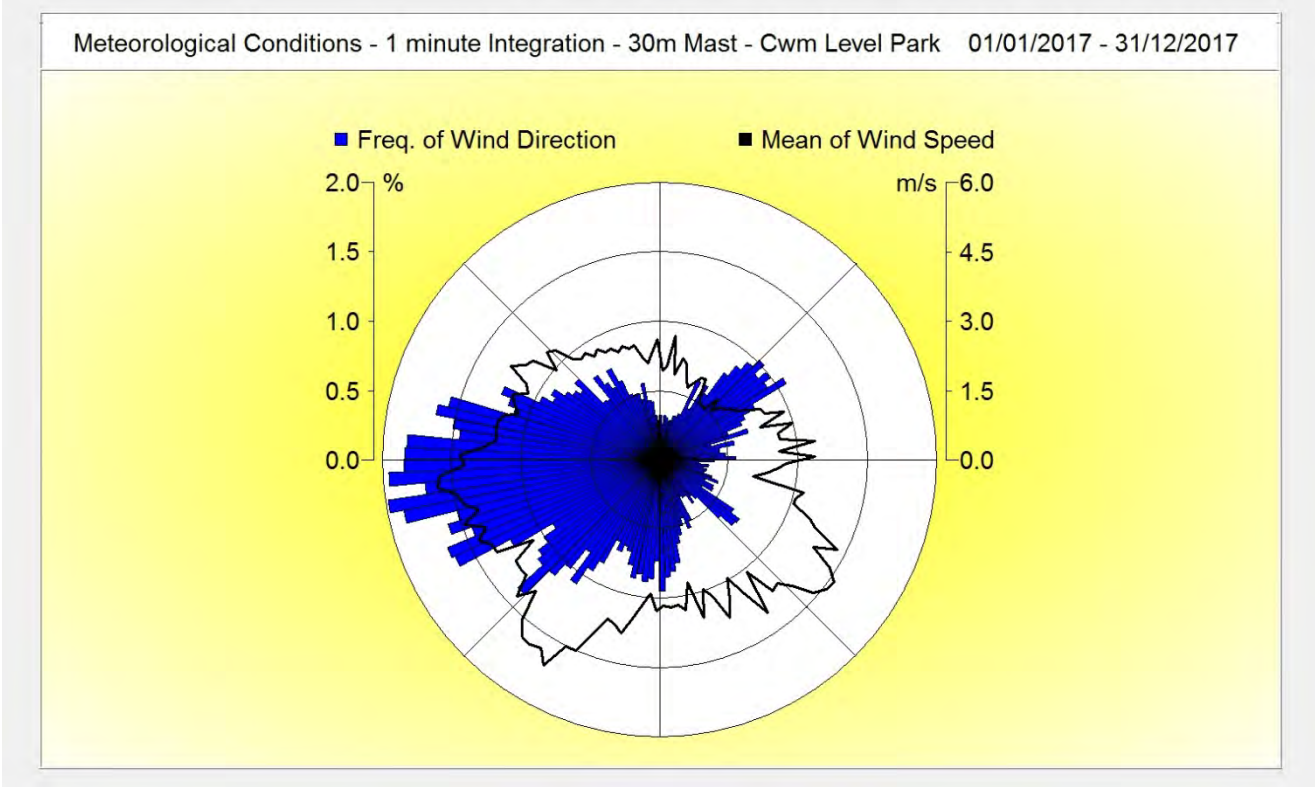 Meteorological Conditions - 1 minute Integration - 30m Mast - Cwm Level Park 01/01/2017 - 31/12/2017
Freq. of Wind Direction
Mean of Wind Speed
2.0 %
m/s 6.0
1.5
4.5
1.0
3.0
0.5
1.5
0.0
0.0